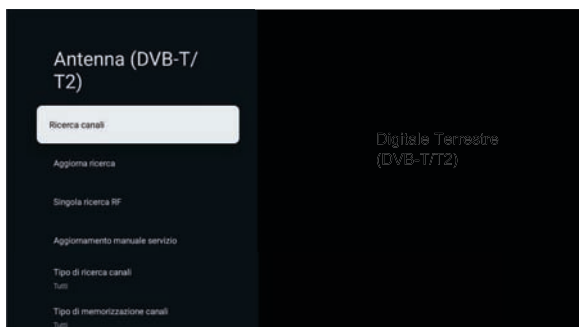 Antenna (DVB-T/
T2)
Ricerca canali
Aggiorna ricerca
Singola ricerca RF
Aggiornamento manuale servizio
Tipo di ricerca canali
Tutti
Tipo di memorizzazione canali
Tutti
Digitale Terrestre
(DVB-T/T2)